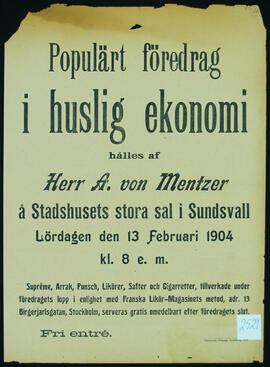 Populärt föredrag
i huslig ekonomi
hålles af
Herr A. von Mentzer
å Stadshusets stora sal i Sundsvall
Lördagen den 13 Februari 1904
kl. 8 e. m.
Suprême, Arrak, Punsch, Likörer, Safter och Cigarretter, tillverkade under
föredragets lopp i enlighet med Franska Likör-Magasinets metod, adr. 13
Birgerjarlsgatan, Stockholm, serveras gratis omedelbart efter föredragets slut.
Fri entré.
2521